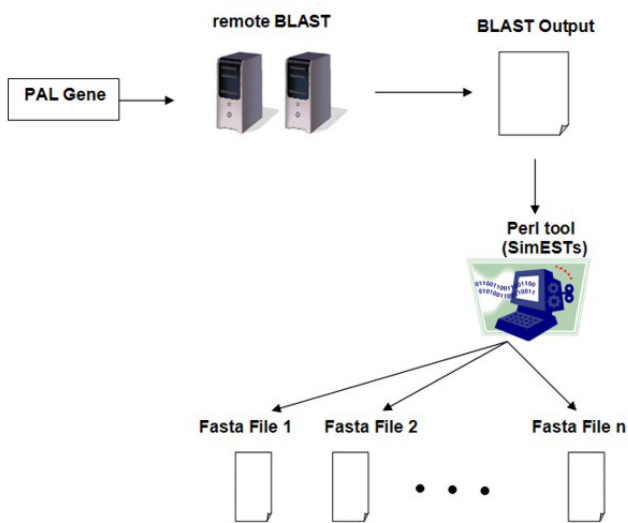 remote BLAST
BLAST Output
PAL Gene
Perl tool
(SimESTs)
Fasta File 1
Fasta File 2
Fasta File n